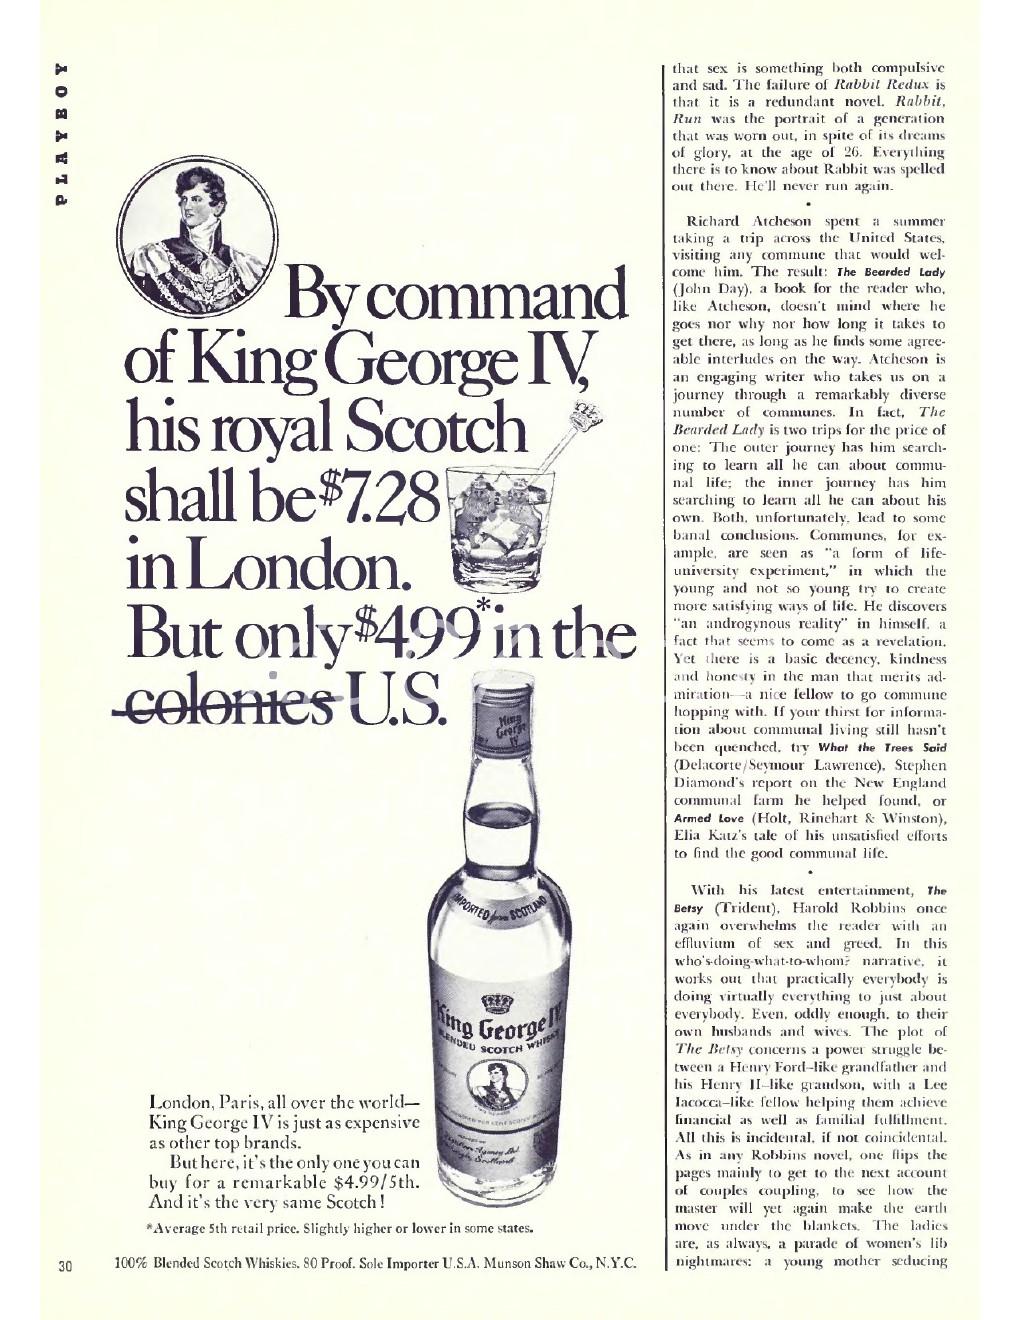 PLAYBOY
By command
of King George IV,
his royal Scotch
shall be $7.28
in London.
But only $4.99* in the
colonies U.S.
King
George
IV
IMPORTED from SCOTLAND
King George IV
BLENDED SCOTCH WHISKY
London, Paris, all over the world—
King George IV is just as expensive
as other top brands.
But here, it's the only one you can
buy for a remarkable $4.99/5th.
And it's the very same Scotch!
*Average 5th retail price. Slightly higher or lower in some states.
100% Blended Scotch Whiskies. 80 Proof. Sole Importer U.S.A. Munson Shaw Co., N.Y.C.
30
that sex is something both compulsive
and sad. The failure of Rabbit Redux is
that it is a redundant novel. Rabbit,
Run was the portrait of a generation
that was worn out, in spite of its dreams
of glory, at the age of 26. Everything
there is to know about Rabbit was spelled
out there. He'll never run again.
•
Richard Atcheson spent a summer
taking a trip across the United States,
visiting any commune that would wel-
come him. The result: The Bearded Lady
(John Day), a book for the reader who,
like Atcheson, doesn't mind where he
goes nor why nor how long it takes to
get there, as long as he finds some agree-
able interludes on the way. Atcheson is
an engaging writer who takes us on a
journey through a remarkably diverse
number of communes. In fact, The
Bearded Lady is two trips for the price of
one: The outer journey has him search-
ing to learn all he can about commu-
nal life; the inner journey has him
searching to learn all he can about his
own. Both, unfortunately, lead to some
banal conclusions. Communes, for ex-
ample, are seen as "a form of life-
university experiment," in which the
young and not so young try to create
more satisfying ways of life. He discovers
"an androgynous reality" in himself, a
fact that seems to come as a revelation.
Yet there is a basic decency, kindness
and honesty in the man that merits ad-
miration—a nice fellow to go commune
hopping with. If your thirst for informa-
tion about communal living still hasn't
been quenched, try What the Trees Said
(Delacorte/Seymour Lawrence), Stephen
Diamond's report on the New England
communal farm he helped found, or
Armed Love (Holt, Rinehart & Winston),
Elia Katz's tale of his unsatisfied efforts
to find the good communal life.
•
With his latest entertainment, The
Betsy (Trident), Harold Robbins once
again overwhelms the reader with an
effluvium of sex and greed. In this
who's-doing-what-to-whom? narrative, it
works out that practically everybody is
doing virtually everything to just about
everybody. Even, oddly enough, to their
own husbands and wives. The plot of
The Betsy concerns a power struggle be-
tween a Henry Ford–like grandfather and
his Henry II–like grandson, with a Lee
Iacocca–like fellow helping them achieve
financial as well as familial fulfillment.
All this is incidental, if not coincidental.
As in any Robbins novel, one flips the
pages mainly to get to the next account
of couples coupling, to see how the
master will yet again make the earth
move under the blankets. The ladies
are, as always, a parade of women's lib
nightmares: a young mother seducing